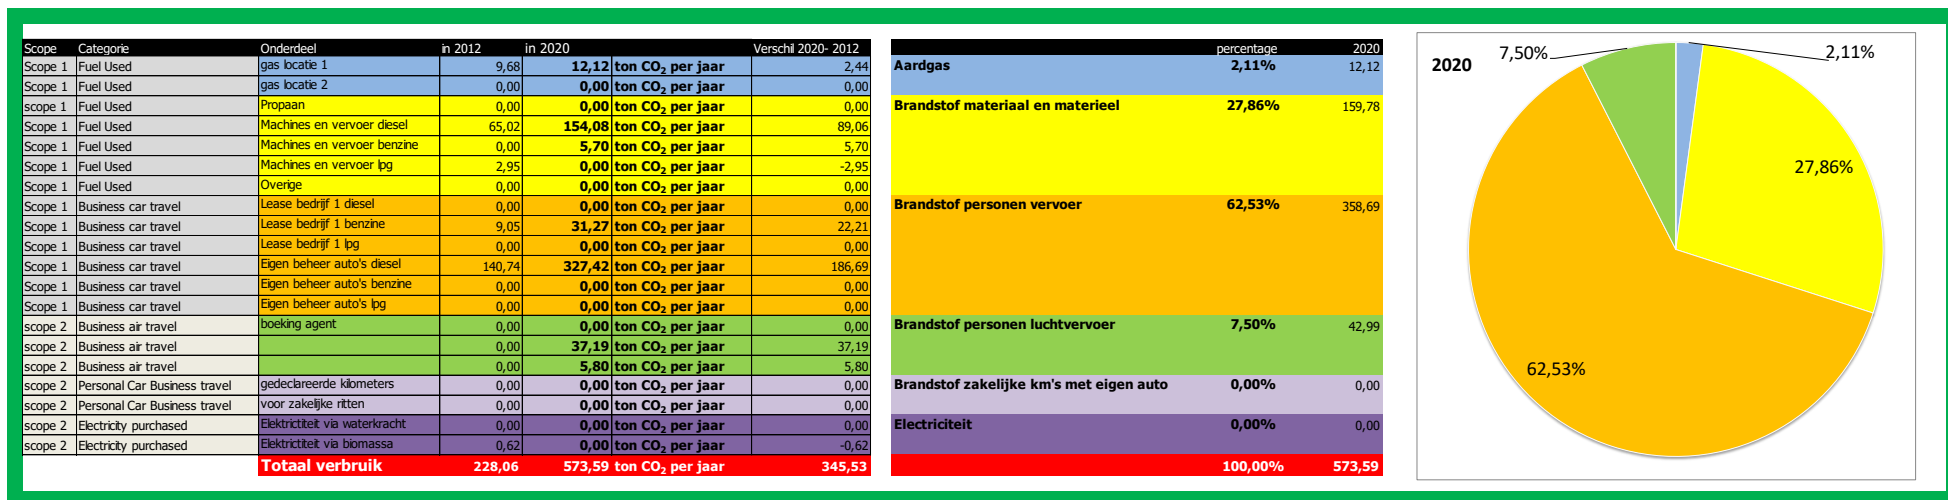 Scope Categorie Onderdeel in 2012 in 2020 Verschil 2020- 2012
Scope 1 Fuel Used gas locatie 1 9,68 12,12 ton CO₂ per jaar 2,44
Scope 1 Fuel Used gas locatie 2 0,00 0,00 ton CO₂ per jaar 0,00
scope 1 Fuel Used Propaan 0,00 0,00 ton CO₂ per jaar 0,00
Scope 1 Fuel Used Machines en vervoer diesel 65,02 154,08 ton CO₂ per jaar 89,06
Scope 1 Fuel Used Machines en vervoer benzine 0,00 5,70 ton CO₂ per jaar 5,70
Scope 1 Fuel Used Machines en vervoer lpg 2,95 0,00 ton CO₂ per jaar -2,95
Scope 1 Fuel Used Overige 0,00 0,00 ton CO₂ per jaar 0,00
Scope 1 Business car travel Lease bedrijf 1 diesel 0,00 0,00 ton CO₂ per jaar 0,00
Scope 1 Business car travel Lease bedrijf 1 benzine 9,05 31,27 ton CO₂ per jaar 22,21
Scope 1 Business car travel Lease bedrijf 1 lpg 0,00 0,00 ton CO₂ per jaar 0,00
Scope 1 Business car travel Eigen beheer auto's diesel 140,74 327,42 ton CO₂ per jaar 186,69
Scope 1 Business car travel Eigen beheer auto's benzine 0,00 0,00 ton CO₂ per jaar 0,00
Scope 1 Business car travel Eigen beheer auto's lpg 0,00 0,00 ton CO₂ per jaar 0,00
scope 2 Business air travel boeking agent 0,00 0,00 ton CO₂ per jaar 0,00
scope 2 Business air travel 0,00 37,19 ton CO₂ per jaar 37,19
scope 2 Business air travel 0,00 5,80 ton CO₂ per jaar 5,80
scope 2 Personal Car Business travel gedeclareerde kilometers 0,00 0,00 ton CO₂ per jaar 0,00
scope 2 Personal Car Business travel voor zakelijke ritten 0,00 0,00 ton CO₂ per jaar 0,00
scope 2 Electricity purchased Elektrictiteit via waterkracht 0,00 0,00 ton CO₂ per jaar 0,00
scope 2 Electricity purchased Elektrictiteit via biomassa 0,62 0,00 ton CO₂ per jaar -0,62
Totaal verbruik 228,06 573,59 ton CO₂ per jaar 345,53
percentage 2020
Aardgas 2,11% 12,12
Brandstof materiaal en materieel 27,86% 159,78
Brandstof personen vervoer 62,53% 358,69
Brandstof personen luchtvervoer 7,50% 42,99
Brandstof zakelijke km's met eigen auto 0,00% 0,00
Electriciteit 0,00% 0,00
100,00% 573,59
2020
7,50%
2,11%
27,86%
62,53%